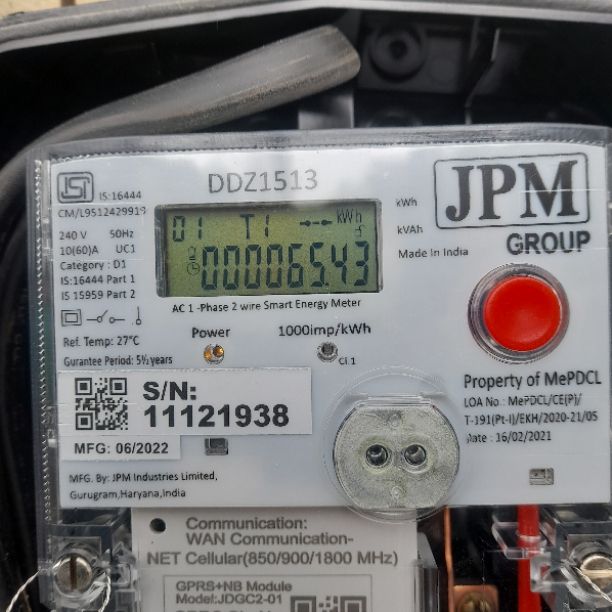 DDZ1513
IS:16444
CM/L9512429919
240 V 50Hz
10(60)A UC1
Category : D1
IS:16444 Part 1
IS 15959 Part 2
Ref. Temp: 27°C
Gurantee Period: 5½ years
01 T1 kWh
00006543
AC 1 -Phase 2 wire Smart Energy Meter
Power 1000imp/kWh
Cl.1
kWh
kVAh
Made in India
JPM
GROUP
Property of MePDCL
LOA No.: MePDCL/CE(P)/
T-191(Pt-I)/EKH/2020-21/05
Date : 16/02/2021
S/N:
11121938
MFG: 06/2022
MFG. By: JPM Industries Limited,
Gurugram,Haryana,India
Communication:
WAN Communication-
NET Cellular(850/900/1800 MHz)
GPRS+NB Module
Model:JDGC2-01